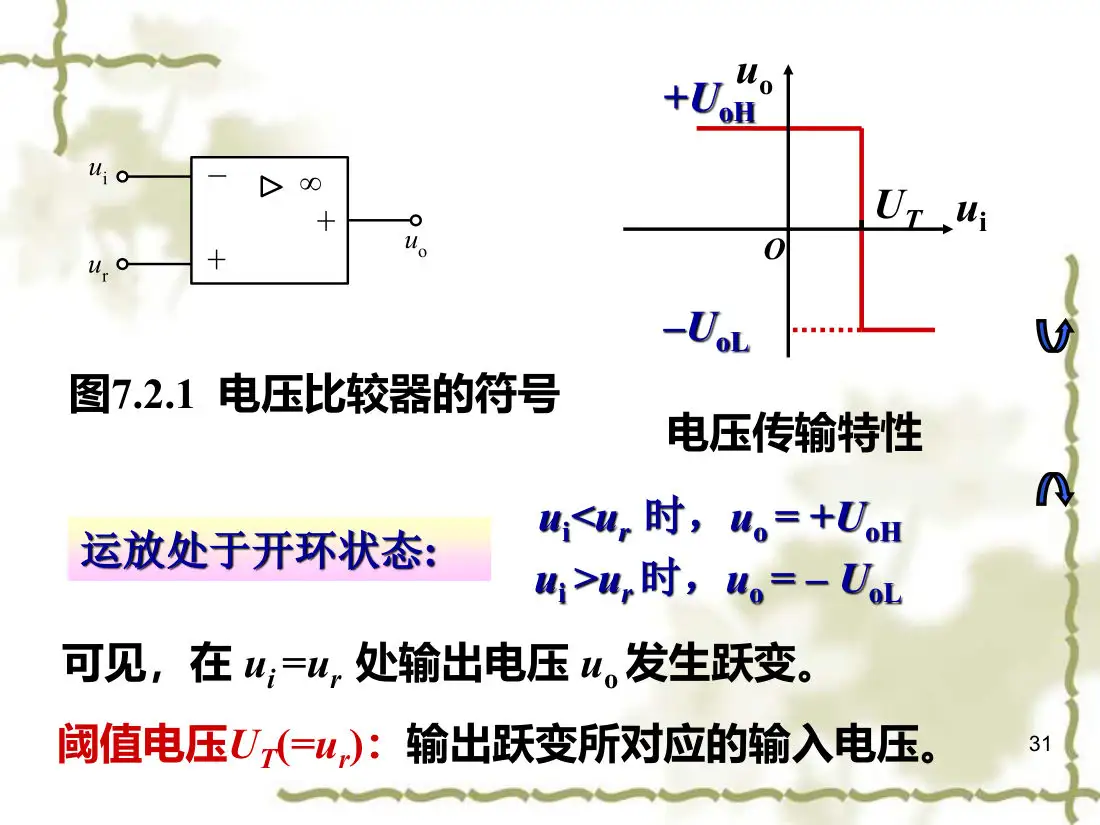 uo
+UoH
ui
− ▷ ∞
+
uo
ur
+
UT
ui
O
–UoL
图7.2.1 电压比较器的符号
电压传输特性
运放处于开环状态:
ui<ur 时，uo = +UoH
ui >ur 时，uo = – UoL
可见，在 ui =ur 处输出电压 uo 发生跃变。
阈值电压UT(=ur)：输出跃变所对应的输入电压。
31